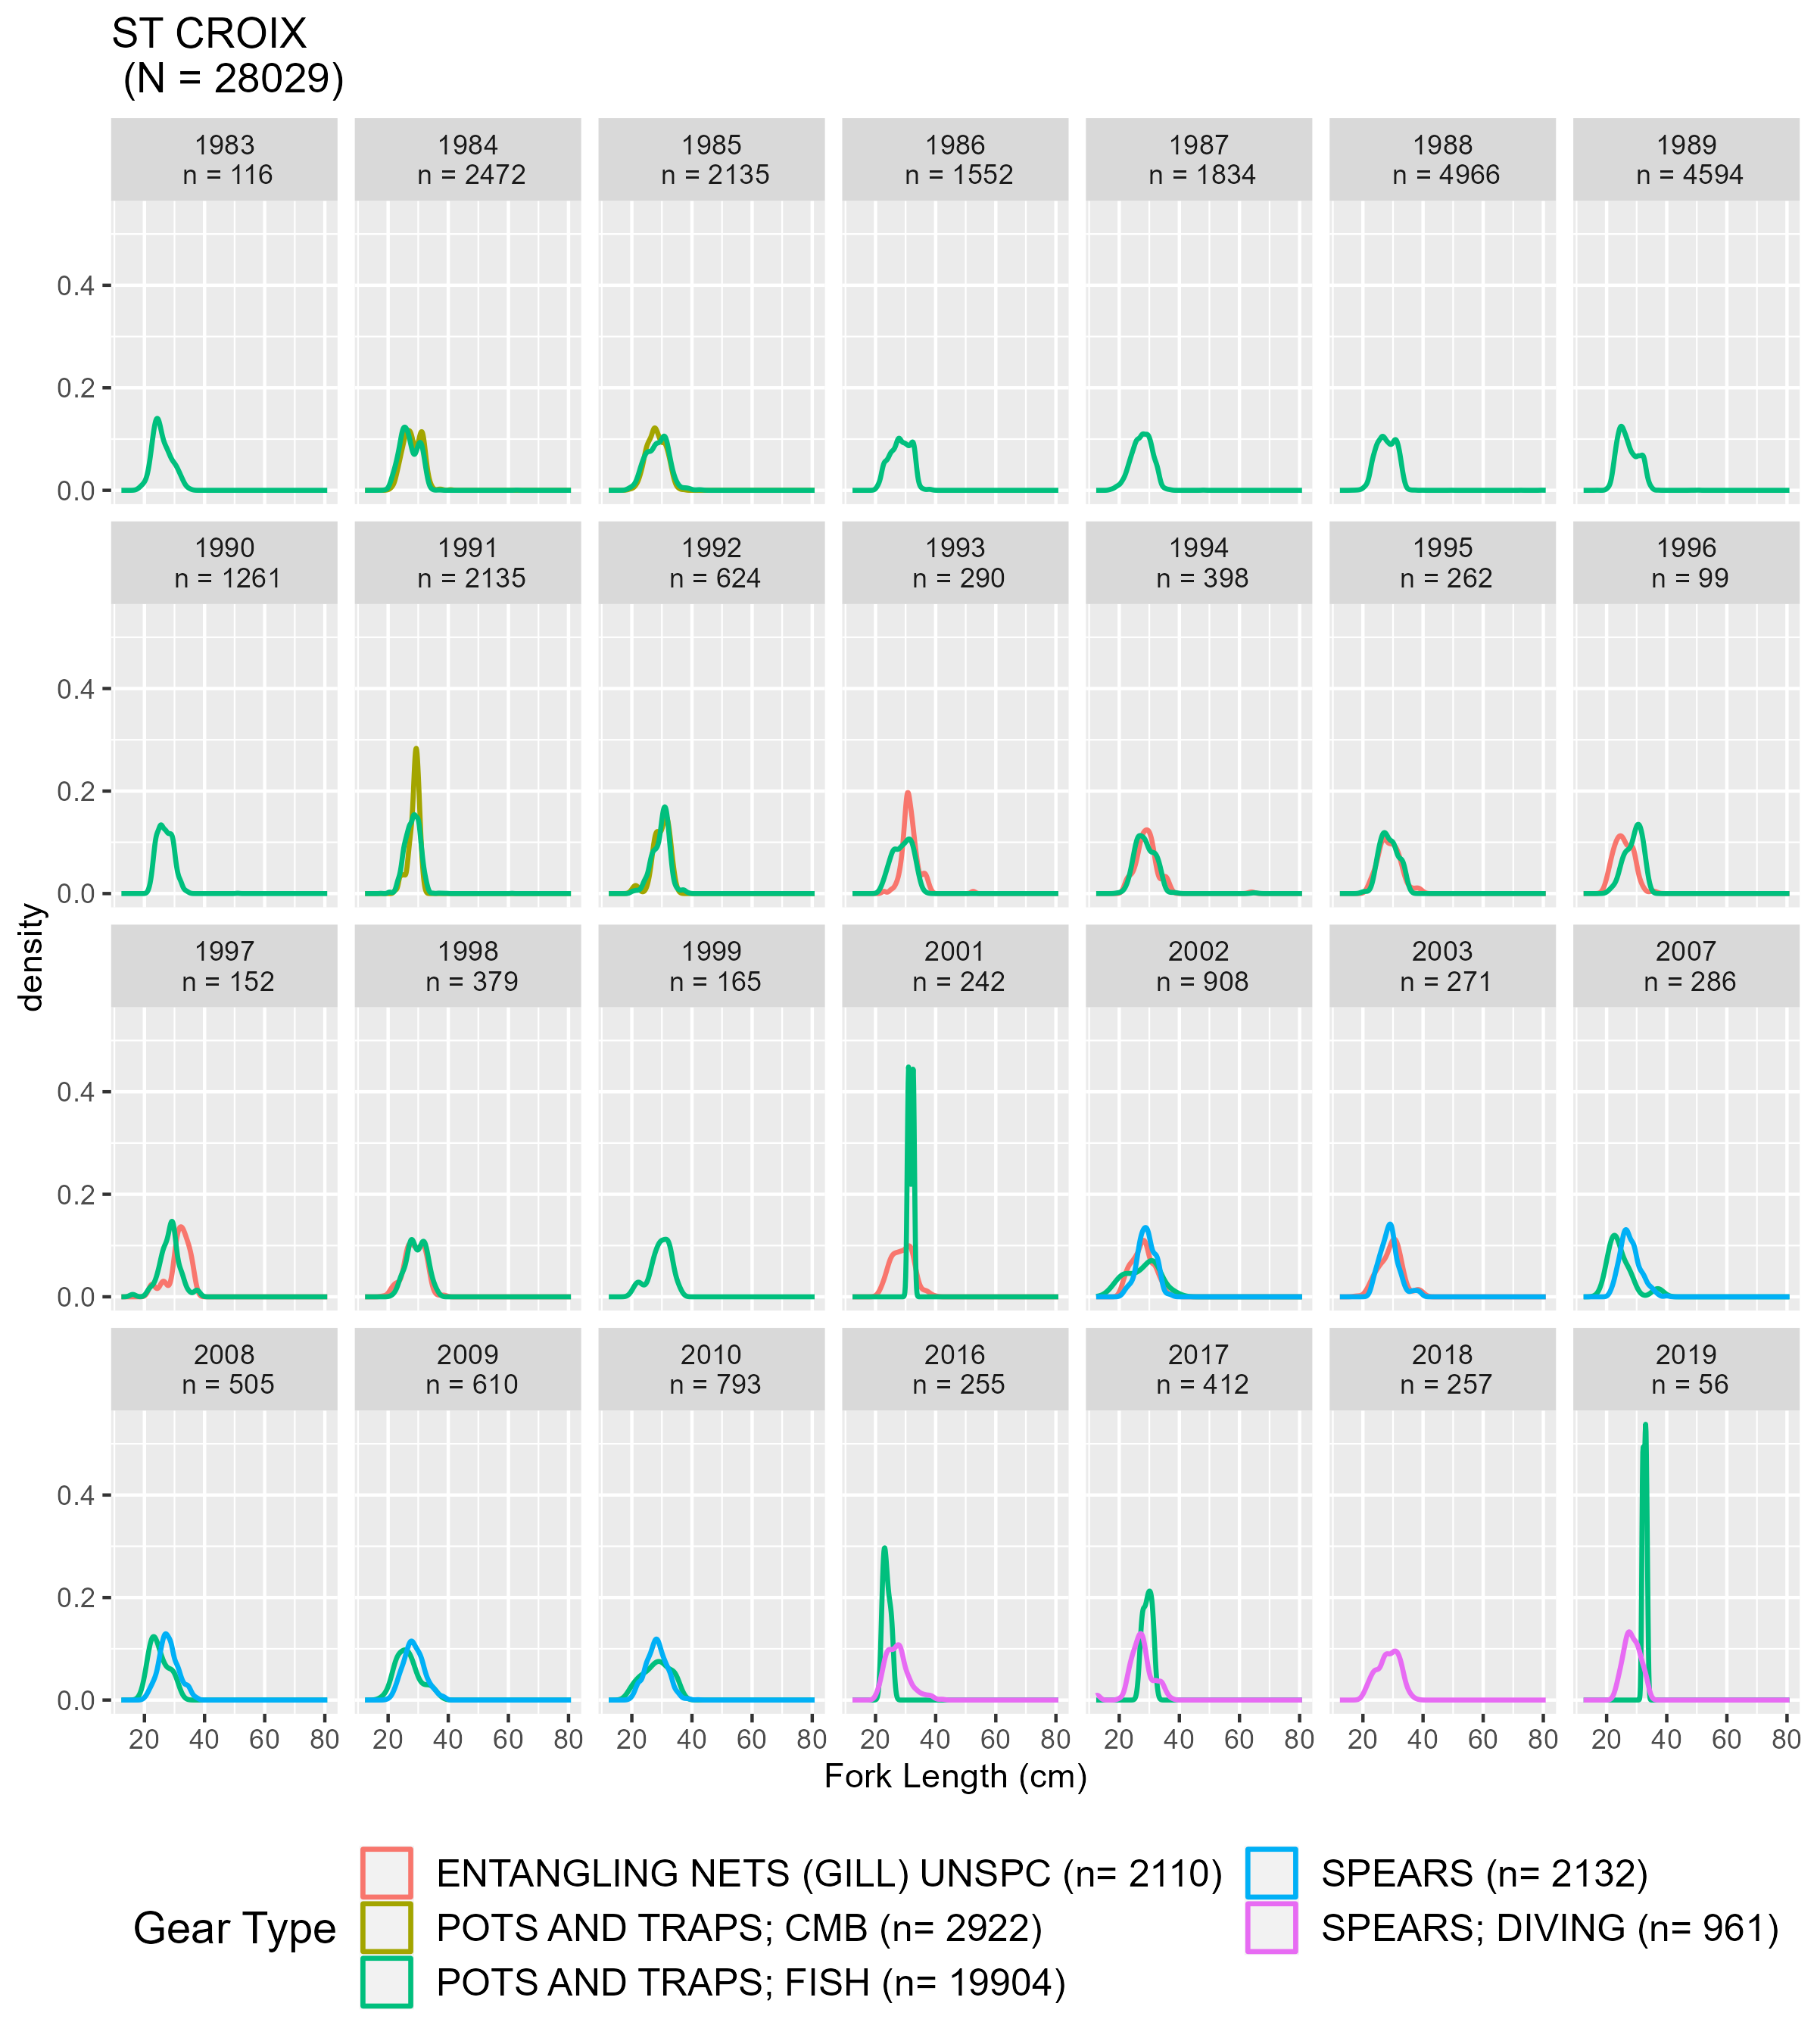 ST CROIX
(N = 28029)
1983 1984 1985 1986 1987 1988 1989
n = 116 n = 2472 n = 2135 n = 1552 n = 1834 n = 4966 n = 4594
0.4
0.2
0.0
1990 1991 1992 1993 1994 1995 1996
n = 1261 n = 2135 n = 624 n = 290 n = 398 n = 262 n = 99
0.4
0.2
0.0
density
1997 1998 1999 2001 2002 2003 2007
n = 152 n = 379 n = 165 n = 242 n = 908 n = 271 n = 286
0.4
0.2
0.0
2008 2009 2010 2016 2017 2018 2019
n = 505 n = 610 n = 793 n = 255 n = 412 n = 257 n = 56
0.4
0.2
0.0
20 40 60 80 20 40 60 80 20 40 60 80 20 40 60 80 20 40 60 80 20 40 60 80 20 40 60 80
Fork Length (cm)
Gear Type
ENTANGLING NETS (GILL) UNSPC (n= 2110)
POTS AND TRAPS; CMB (n= 2922)
POTS AND TRAPS; FISH (n= 19904)
SPEARS (n= 2132)
SPEARS; DIVING (n= 961)